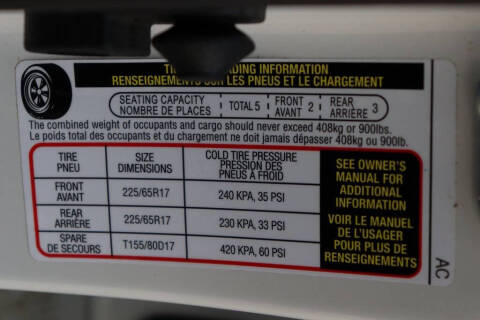 TI ADING INFORMATION
RENSEIGNEMENTS SUR LES PNEUS ET LE CHARGEMENT
SEATING CAPACITY
NOMBRE DE PLACES
TOTAL 5
FRONT
AVANT 2
REAR
ARRIÈRE 3
The combined weight of occupants and cargo should never exceed 408kg or 900lbs.
Le poids total des occupants et du chargement ne doit jamais dépasser 408kg ou 900lb.
TIRE
PNEU
SIZE
DIMENSIONS
COLD TIRE PRESSURE
PRESSION DES
PNEUS A FROID
FRONT
AVANT
225/65R17
240 KPA, 35 PSI
REAR
ARRIÈRE
225/65R17
230 KPA, 33 PSI
SPARE
DE SECOURS
T155/80D17
420 KPA, 60 PSI
SEE OWNER'S
MANUAL FOR
ADDITIONAL
INFORMATION
VOIR LE MANUEL
DE L'USAGER
POUR PLUS DE
RENSEIGNEMENTS
AC